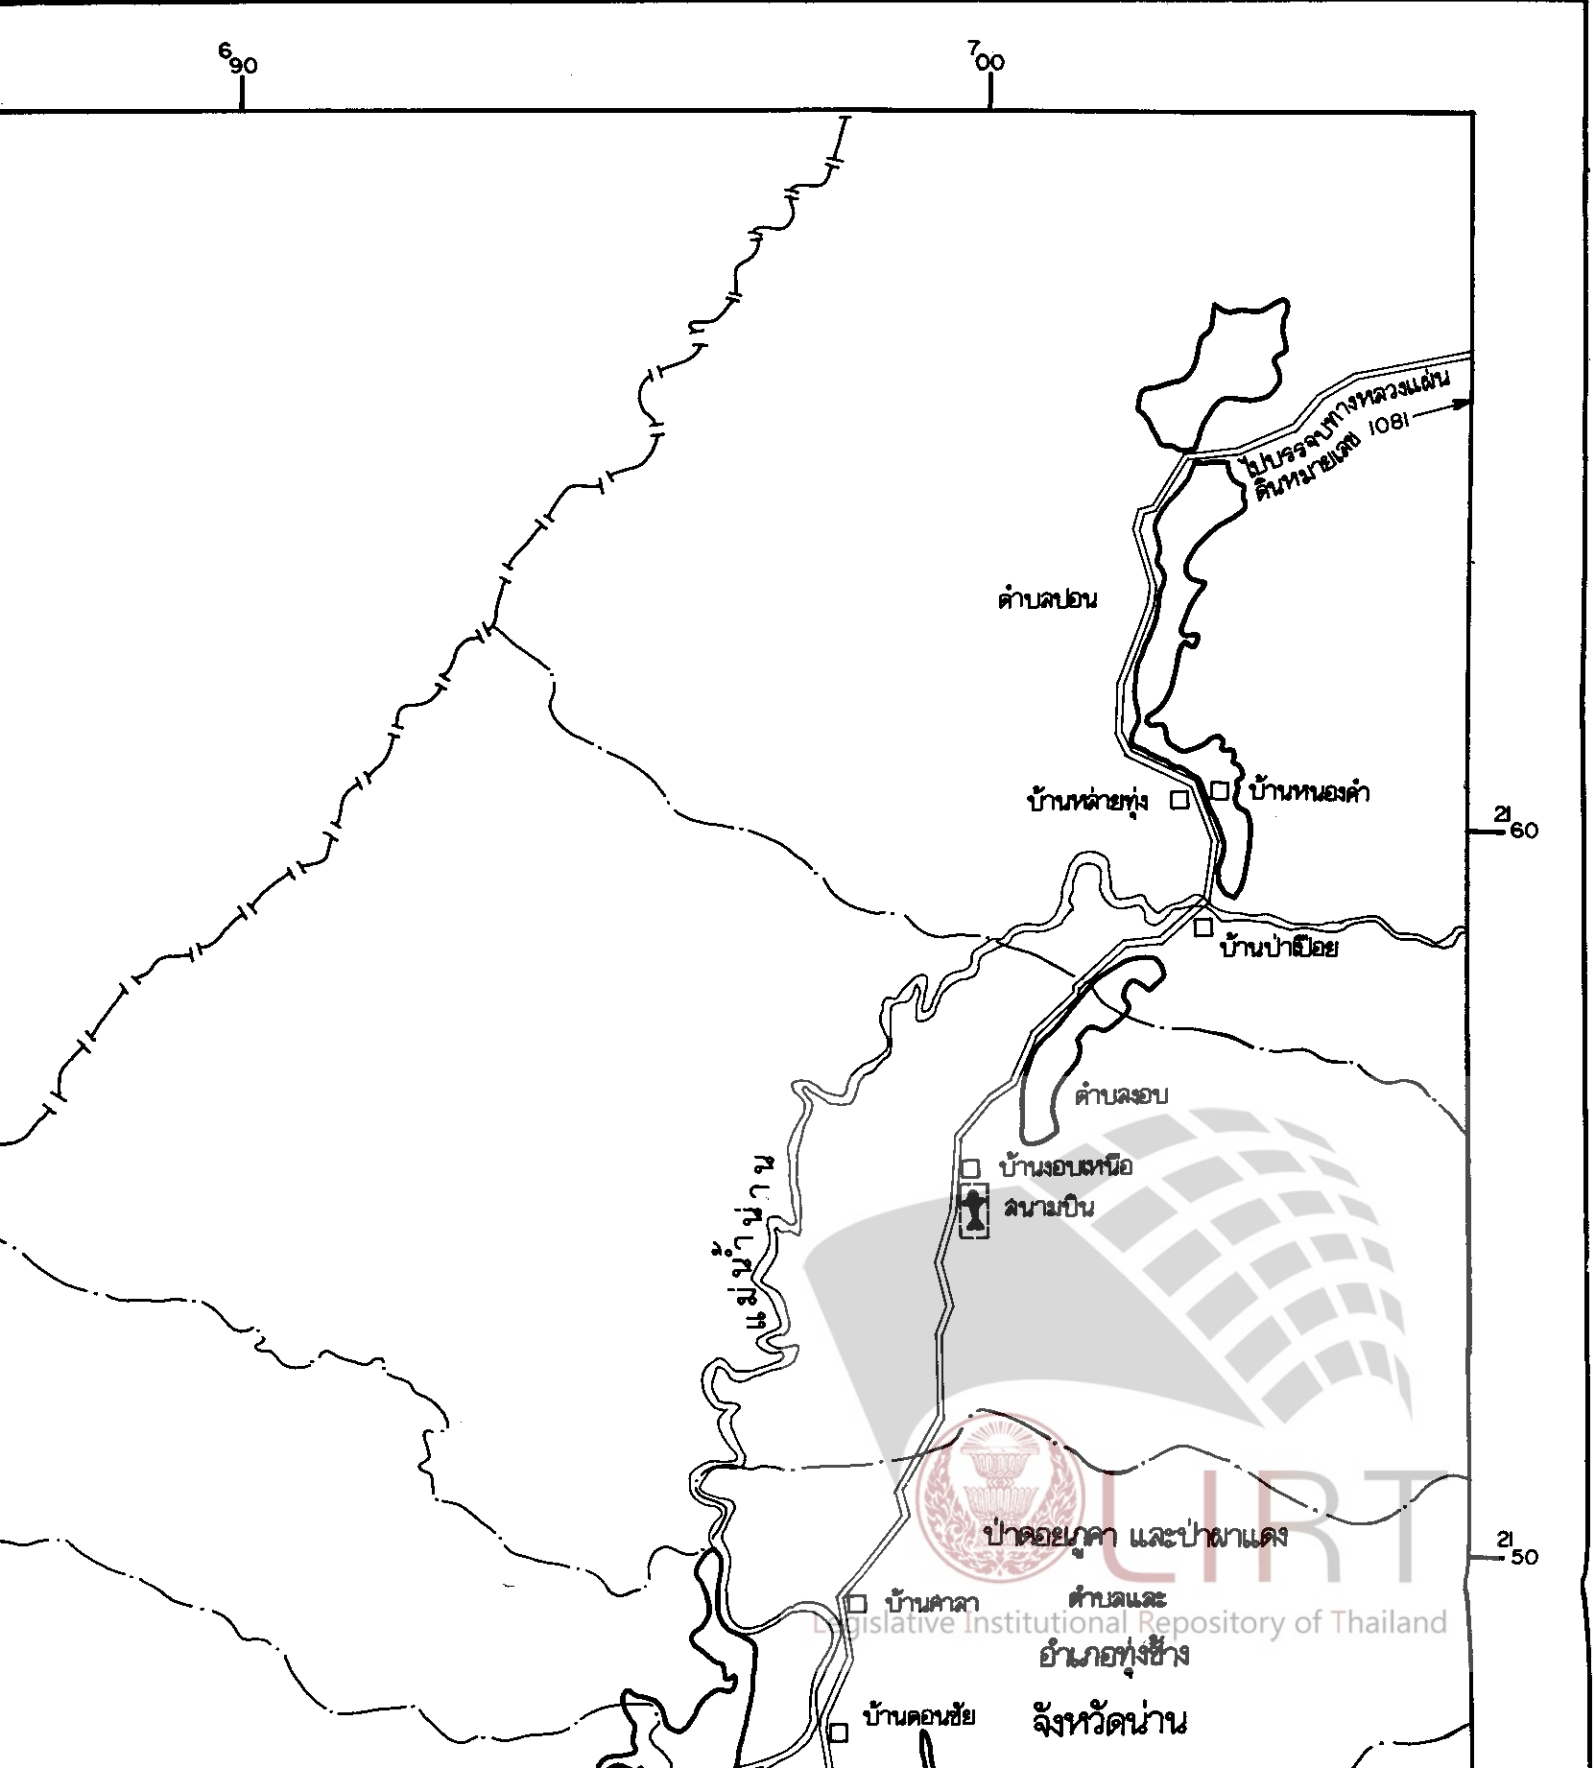 690
700
ไปบรรจบทางหลวงแผ่น
ดินหมายเลข 1081
ตำบลปอน
บ้านหล่ายทุ่ง
บ้านหนองคำ
2160
บ้านป่าเปือย
ตำบลงอบ
บ้านงอบเหนือ
สนามบิน
แม่น้ำน่าน
LIRT
ป่าดอยภูคา และป่าผาแดง
2150
บ้านศาลา
ตำบลและ
Legislative Institutional Repository of Thailand
อำเภอทุ่งช้าง
บ้านดอนชัย
จังหวัดน่าน